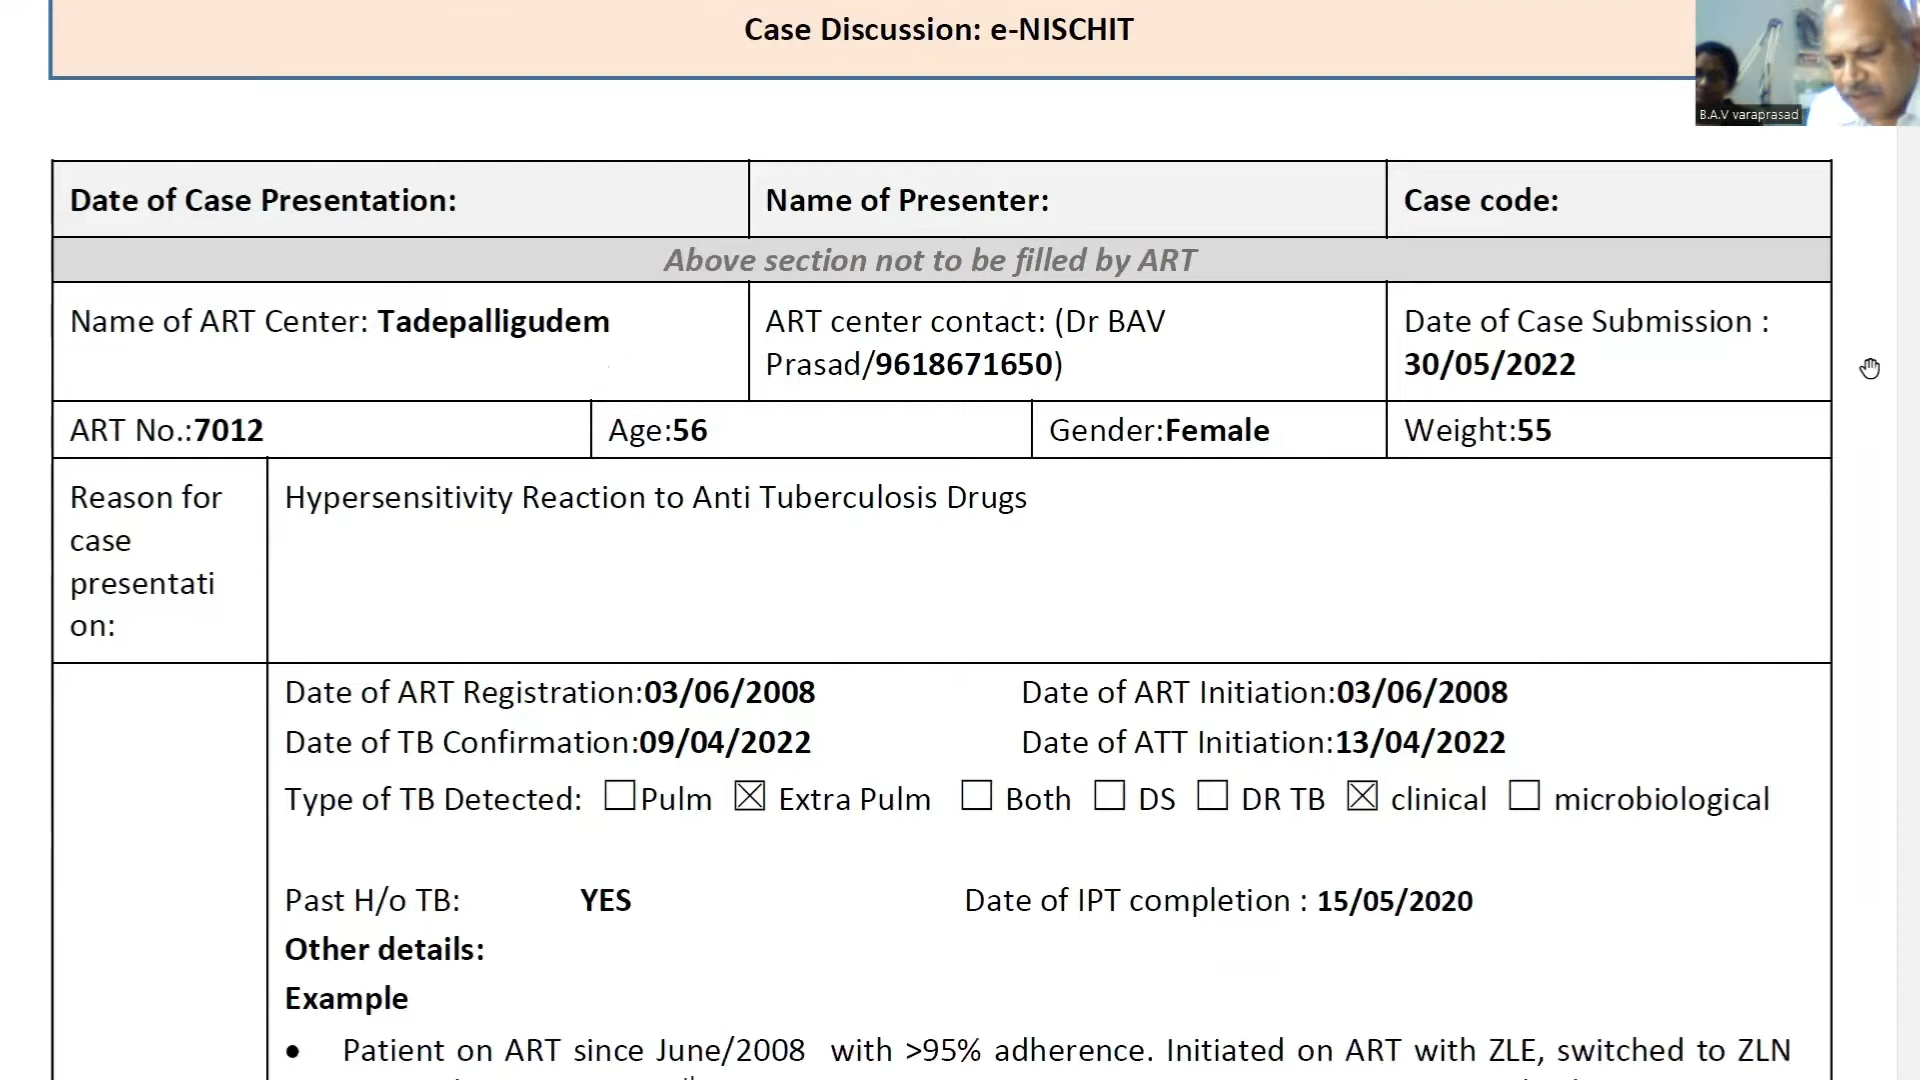 Case Discussion: e-NISCHIT
B.A.V varaprasad
Date of Case Presentation: Name of Presenter: Case code:
Above section not to be filled by ART
Name of ART Center: Tadepalligudem
ART center contact: (Dr BAV
Prasad/9618671650)
Date of Case Submission :
30/05/2022
ART No.:7012 Age:56 Gender:Female Weight:55
Reason for
case
presentati
on:
Hypersensitivity Reaction to Anti Tuberculosis Drugs
Date of ART Registration:03/06/2008 Date of ART Initiation:03/06/2008
Date of TB Confirmation:09/04/2022 Date of ATT Initiation:13/04/2022
Type of TB Detected: ☐Pulm ☒ Extra Pulm ☐ Both ☐ DS ☐ DR TB ☒ clinical ☐ microbiological
Past H/o TB: YES Date of IPT completion : 15/05/2020
Other details:
Example
• Patient on ART since June/2008 with >95% adherence. Initiated on ART with ZLE, switched to ZLN